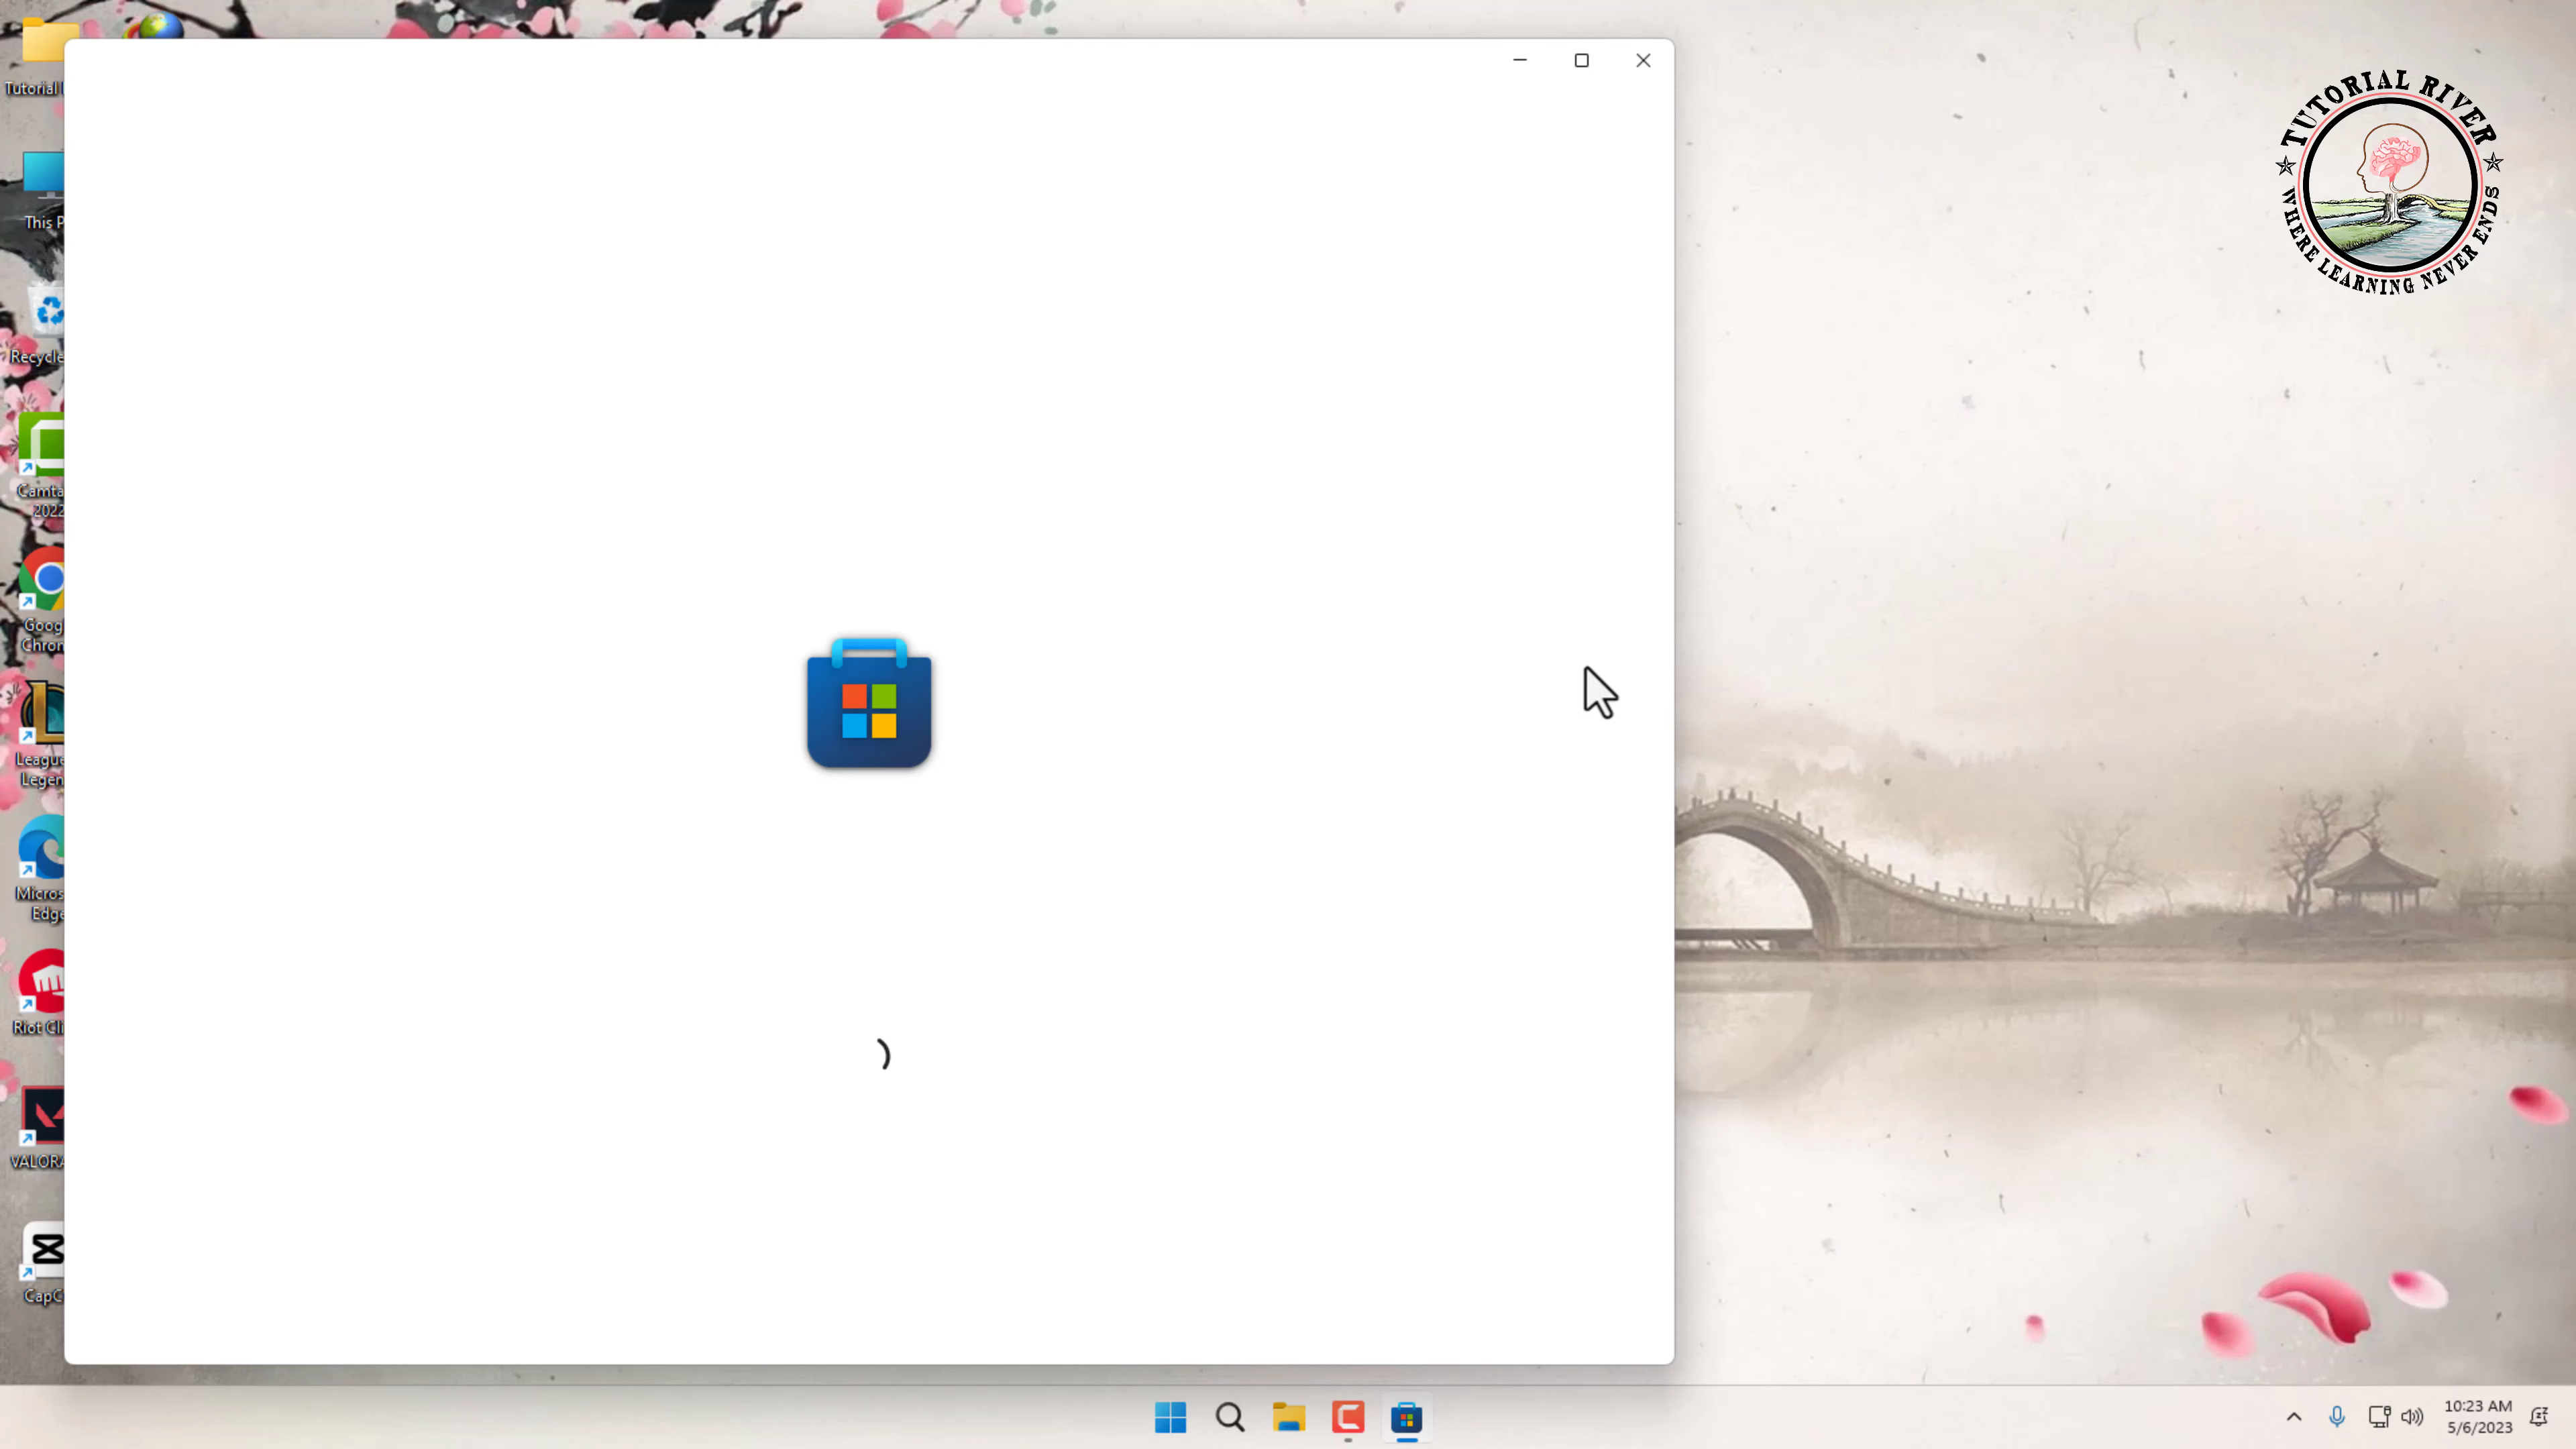 Tutorial
This P
Recycle
Camta
2022
Goog
Chron
League
Legen
Micros
Edge
Riot Cli
VALORA
CapC
TUTORIAL RIVER
WHERE LEARNING NEVER ENDS
10:23 AM
5/6/2023